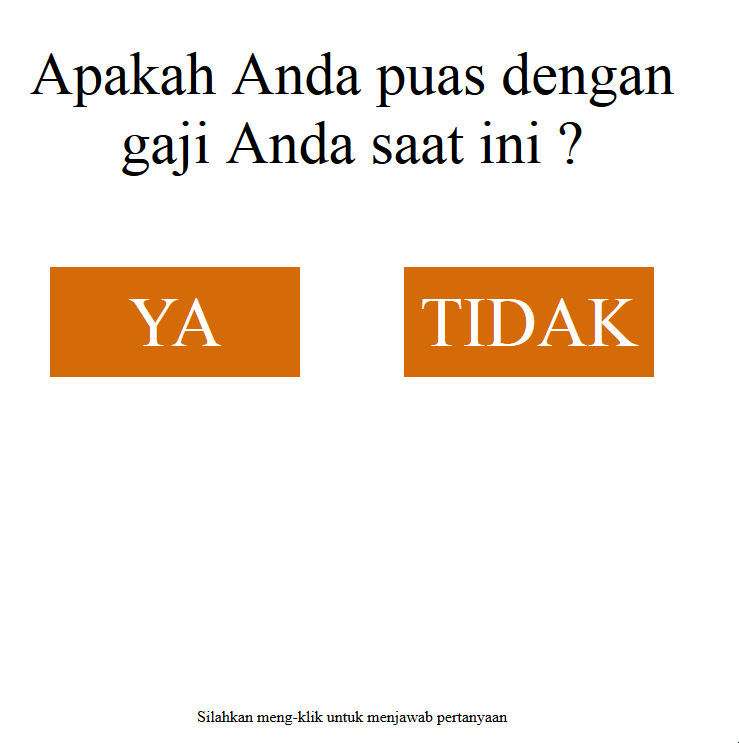 Apakah Anda puas dengan
gaji Anda saat ini ?
YA
TIDAK
Silahkan meng-klik untuk menjawab pertanyaan